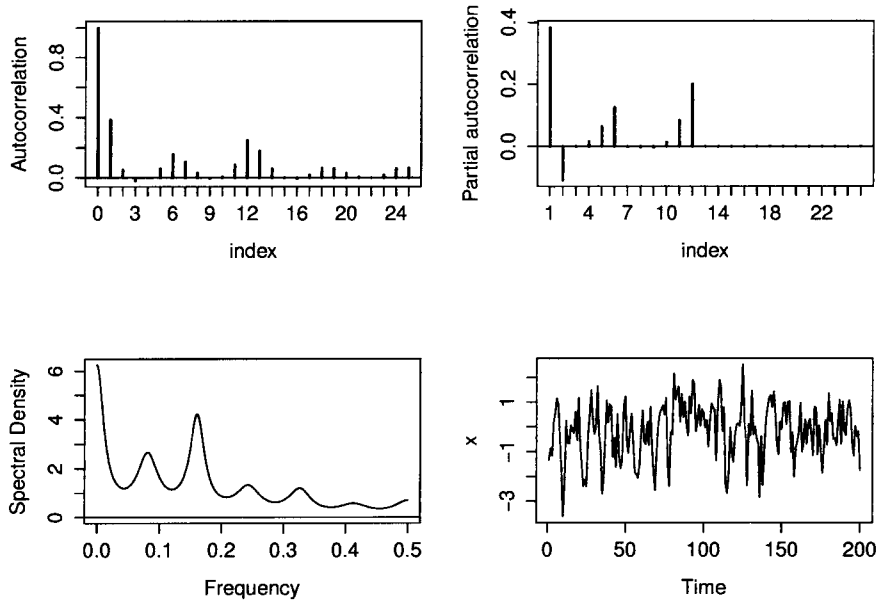 Autocorrelation
0.0 0.4 0.8
0 3 6 9 12 16 20 24
index
Partial autocorrelation
0.0 0.2 0.4
1 4 7 10 14 18 22
index
Spectral Density
0 2 4 6
0.0 0.1 0.2 0.3 0.4 0.5
Frequency
x
-3 -1 1
0 50 100 150 200
Time